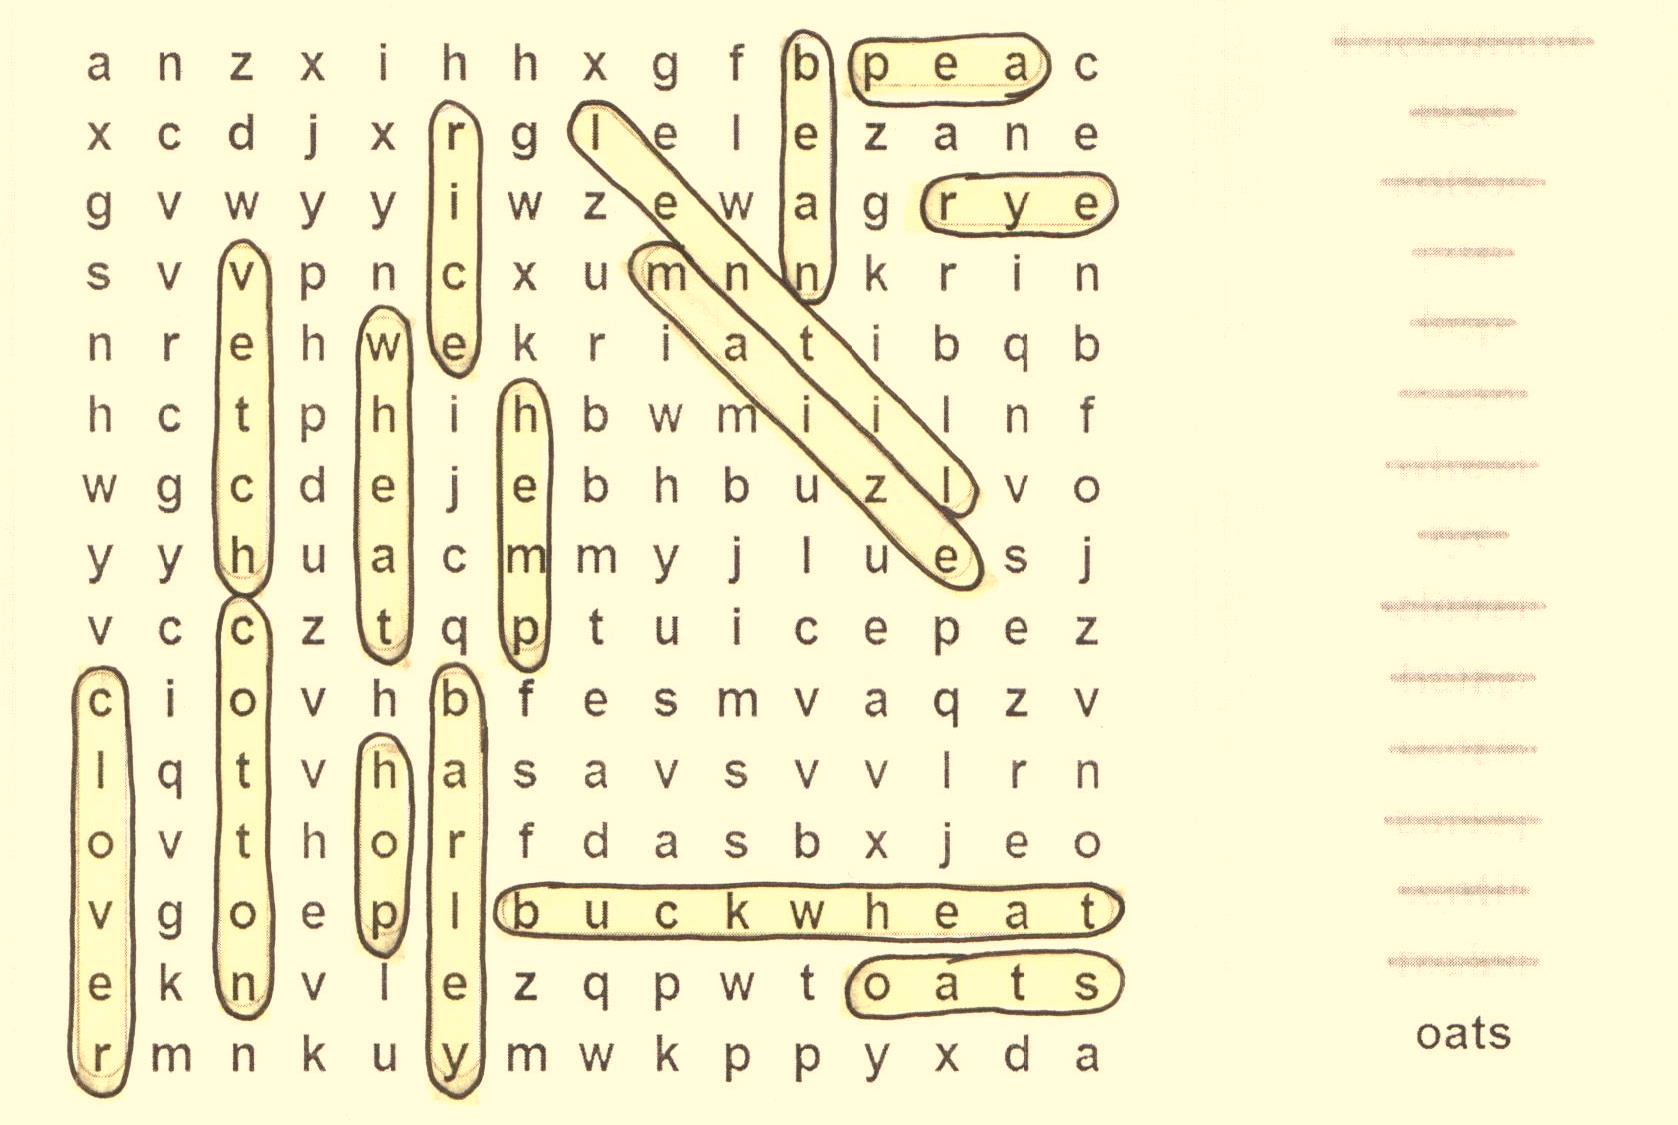 a n z x i h h x g f b p e a c
x c d j x r g l e l e z a n e
g v w y y i w z e w a g r y e
s v v p n c x u m n n k r i n
n r e h w e k r i a t i b q b
h c t p h i h b w m i i l n f
w g c d e j e b h b u z l v o
y y h u a c m m y j l u e s j
v c c z t q p t u i c e p e z
c i o v h b f e s m v a q z v
l q t v h a s a v s v v l r n
o v t h o r f d a s b x j e o
v g o e p l b u c k w h e a t
e k n v l e z q p w t o a t s
r m n k u y m w k p p y x d a
oats